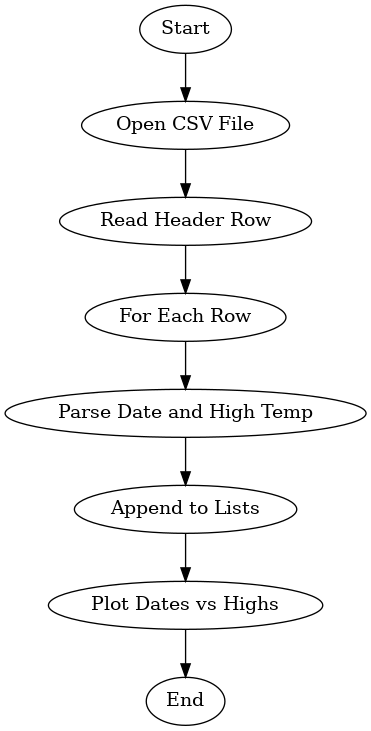 Start
Open CSV File
Read Header Row
For Each Row
Parse Date and High Temp
Append to Lists
Plot Dates vs Highs
End